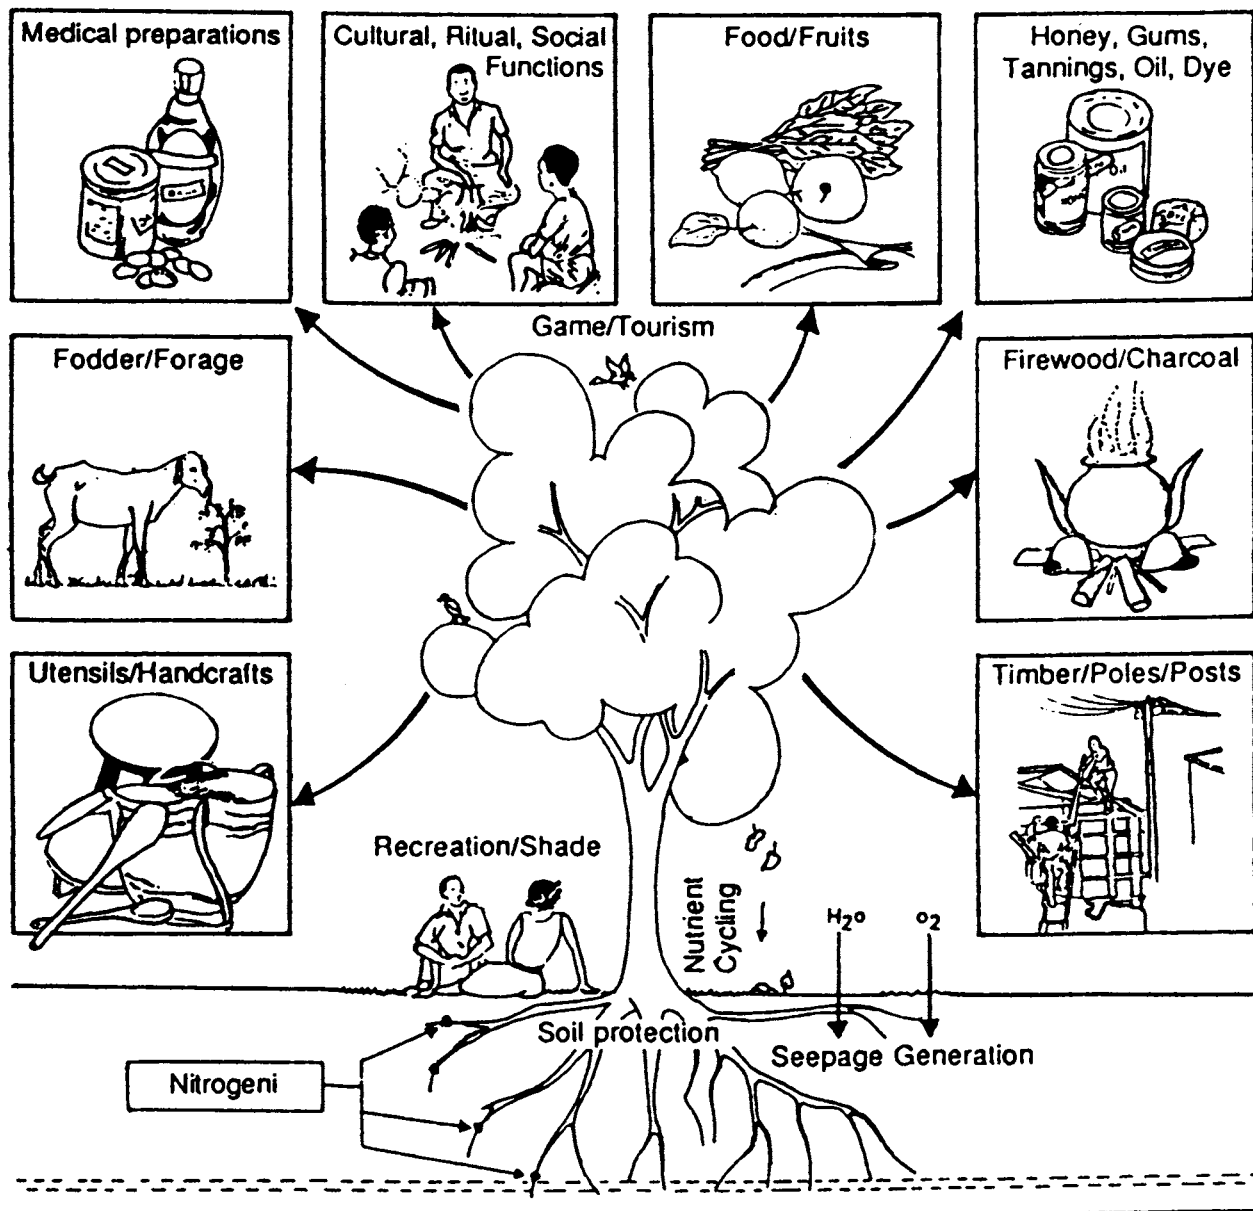 Medical preparations
Cultural, Ritual, Social
Functions
Food/Fruits
Honey, Gums,
Tannings, Oil, Dye
Game/Tourism
Fodder/Forage
Firewood/Charcoal
Utensils/Handcrafts
Timber/Poles/Posts
Recreation/Shade
Nutrient
Cycling
H2O
O2
Soil protection
Seepage Generation
Nitrogeni